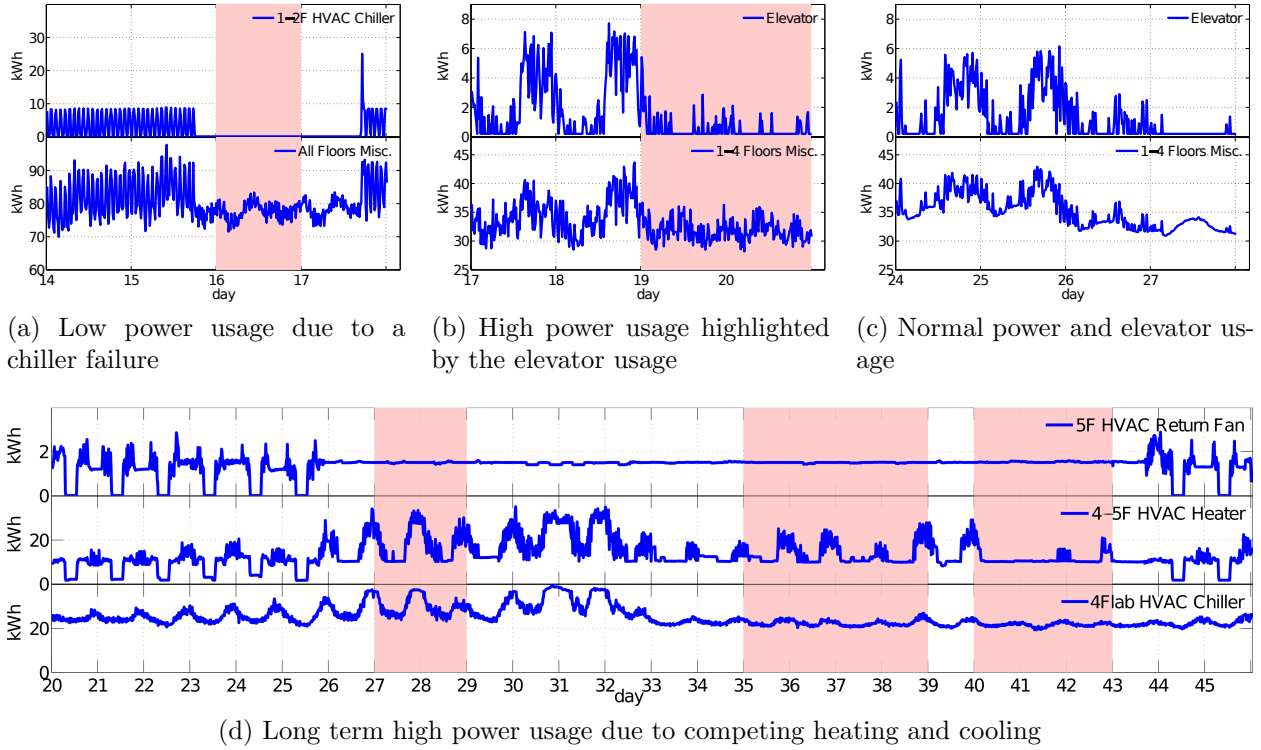 1−2F HVAC Chiller
kWh
30
20
10
0
All Floors Misc.
kWh
90
80
70
60
14 15 16 17
day
(a) Low power usage due to a
chiller failure
Elevator
kWh
8
6
4
2
0
1−4 Floors Misc.
kWh
45
40
35
30
25
17 18 19 20
day
(b) High power usage highlighted
by the elevator usage
Elevator
kWh
8
6
4
2
0
1−4 Floors Misc.
kWh
45
40
35
30
25
24 25 26 27
day
(c) Normal power and elevator us-
age
5F HVAC Return Fan
kWh
2
0
4−5F HVAC Heater
kWh
20
0
4Flab HVAC Chiller
kWh
20
0
20 21 22 23 24 25 26 27 28 29 30 31 32 33 34 35 36 37 38 39 40 41 42 43 44 45
day
(d) Long term high power usage due to competing heating and cooling